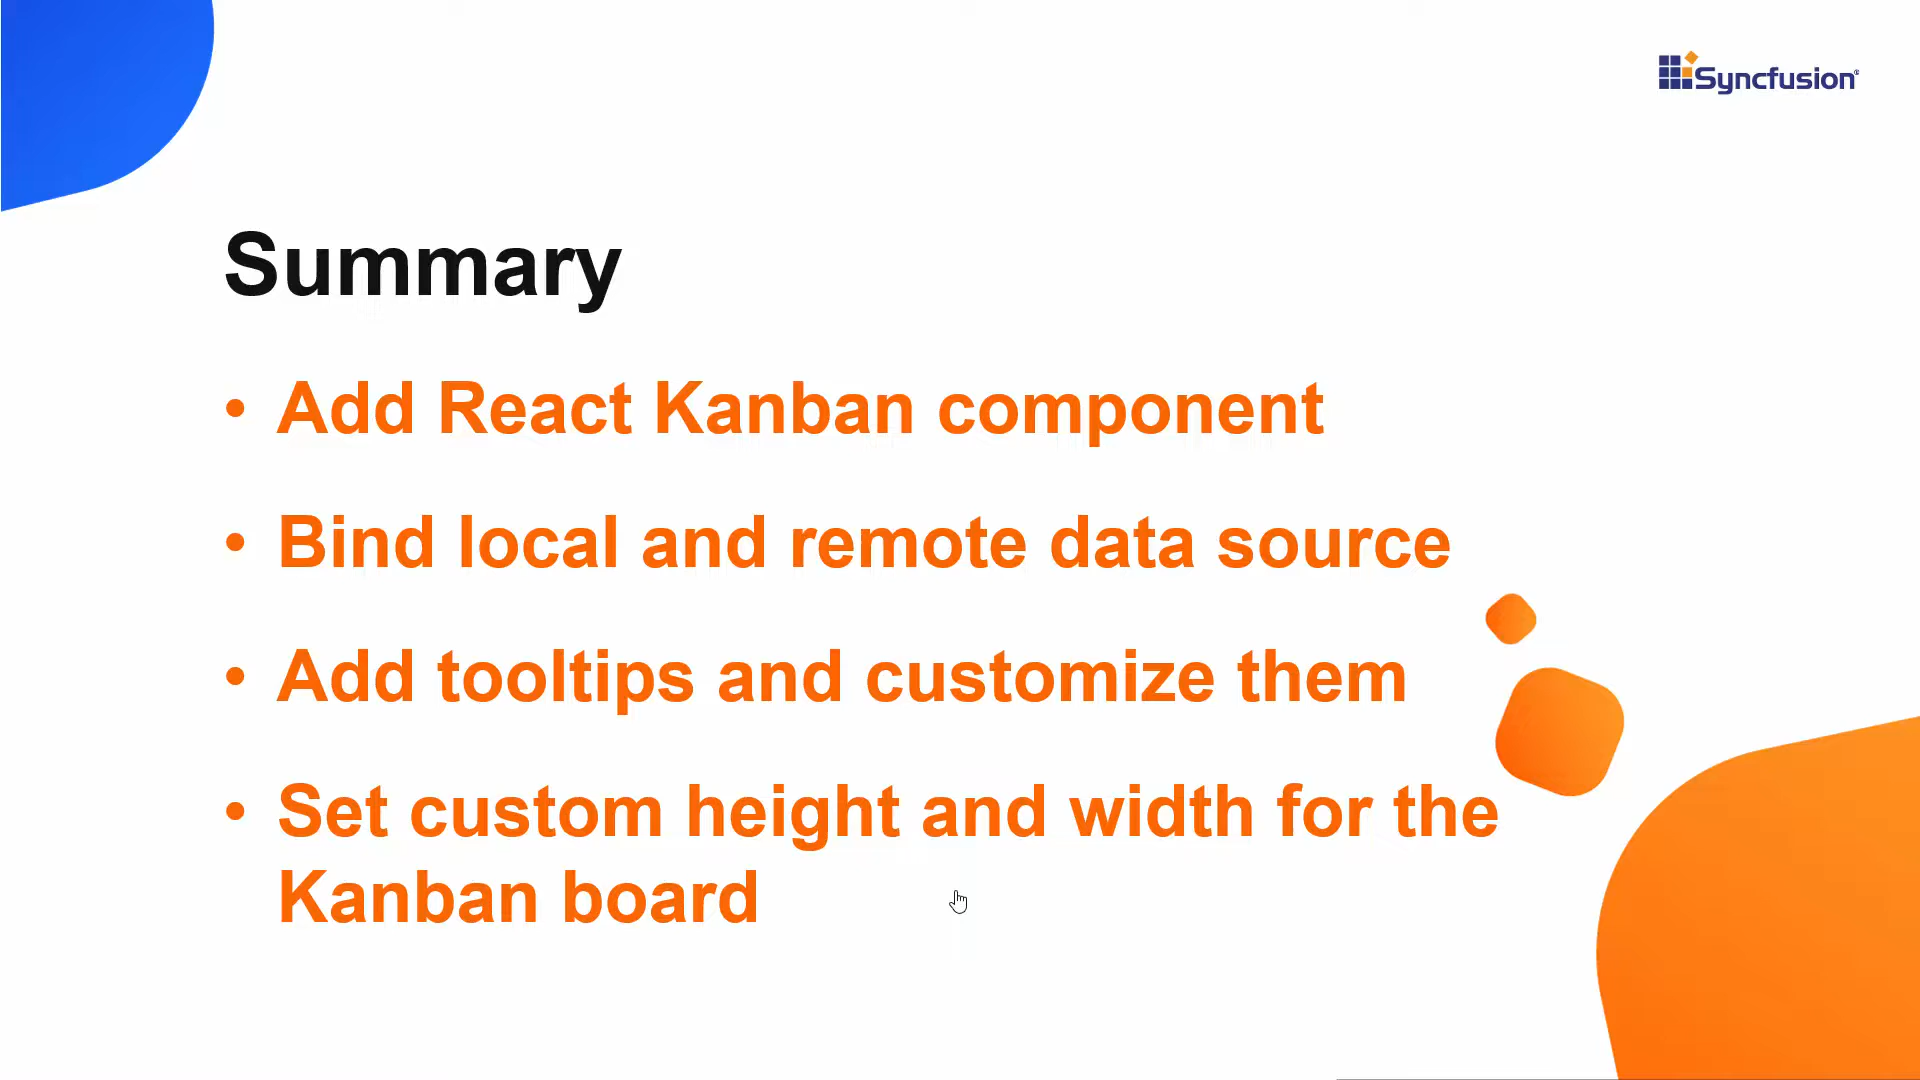 Syncfusion®
Summary
• Add React Kanban component
• Bind local and remote data source
• Add tooltips and customize them
• Set custom height and width for the
Kanban board